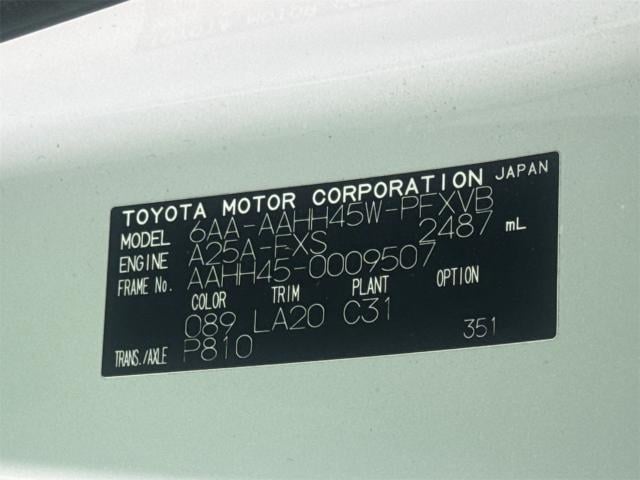 TOYOTA MOTOR CORPORATION JAPAN
MODEL 6AA-AAHH45W-PFXVB
ENGINE A25A-FXS 2487 mL
FRAME No. AAHH45-0009507
COLOR TRIM PLANT OPTION
089 LA20 C31
TRANS./AXLE P810 351